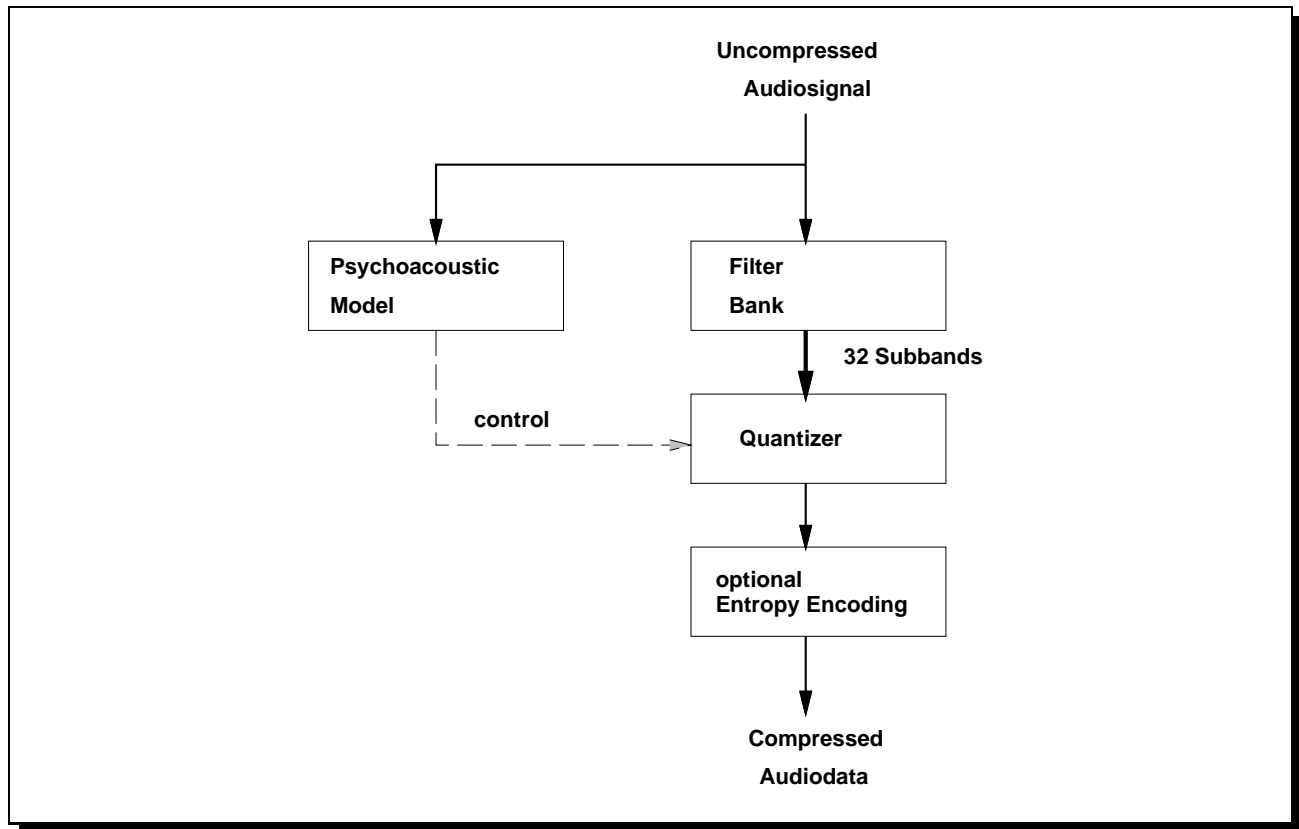 Uncompressed
Audiosignal
Psychoacoustic
Model
Filter
Bank
32 Subbands
control
Quantizer
optional
Entropy Encoding
Compressed
Audiodata